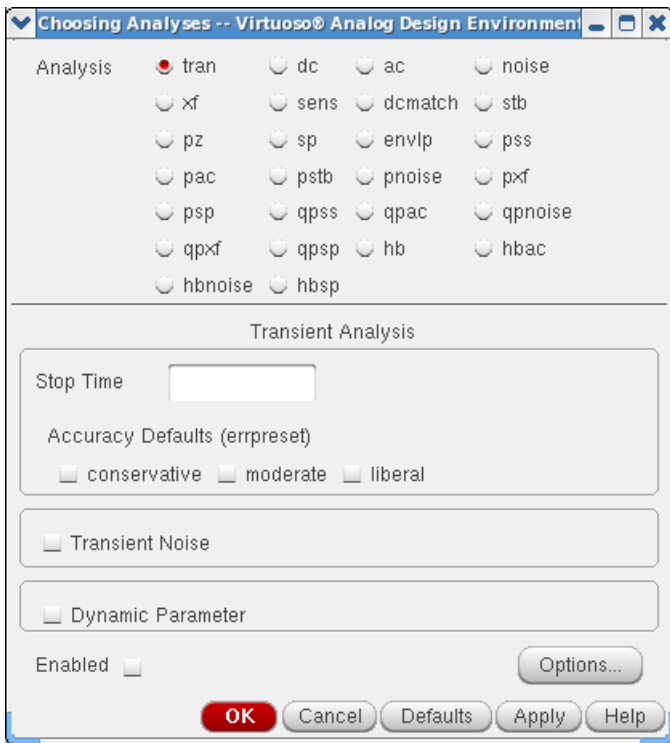 Choosing Analyses -- Virtuoso® Analog Design Environment
Analysis tran dc ac noise
xf sens dcmatch stb
pz sp envlp pss
pac pstb pnoise pxf
psp qpss qpac qpnoise
qpxf qpsp hb hbac
hbnoise hbsp
Transient Analysis
Stop Time
Accuracy Defaults (errpreset)
conservative moderate liberal
Transient Noise
Dynamic Parameter
Enabled Options...
OK Cancel Defaults Apply Help